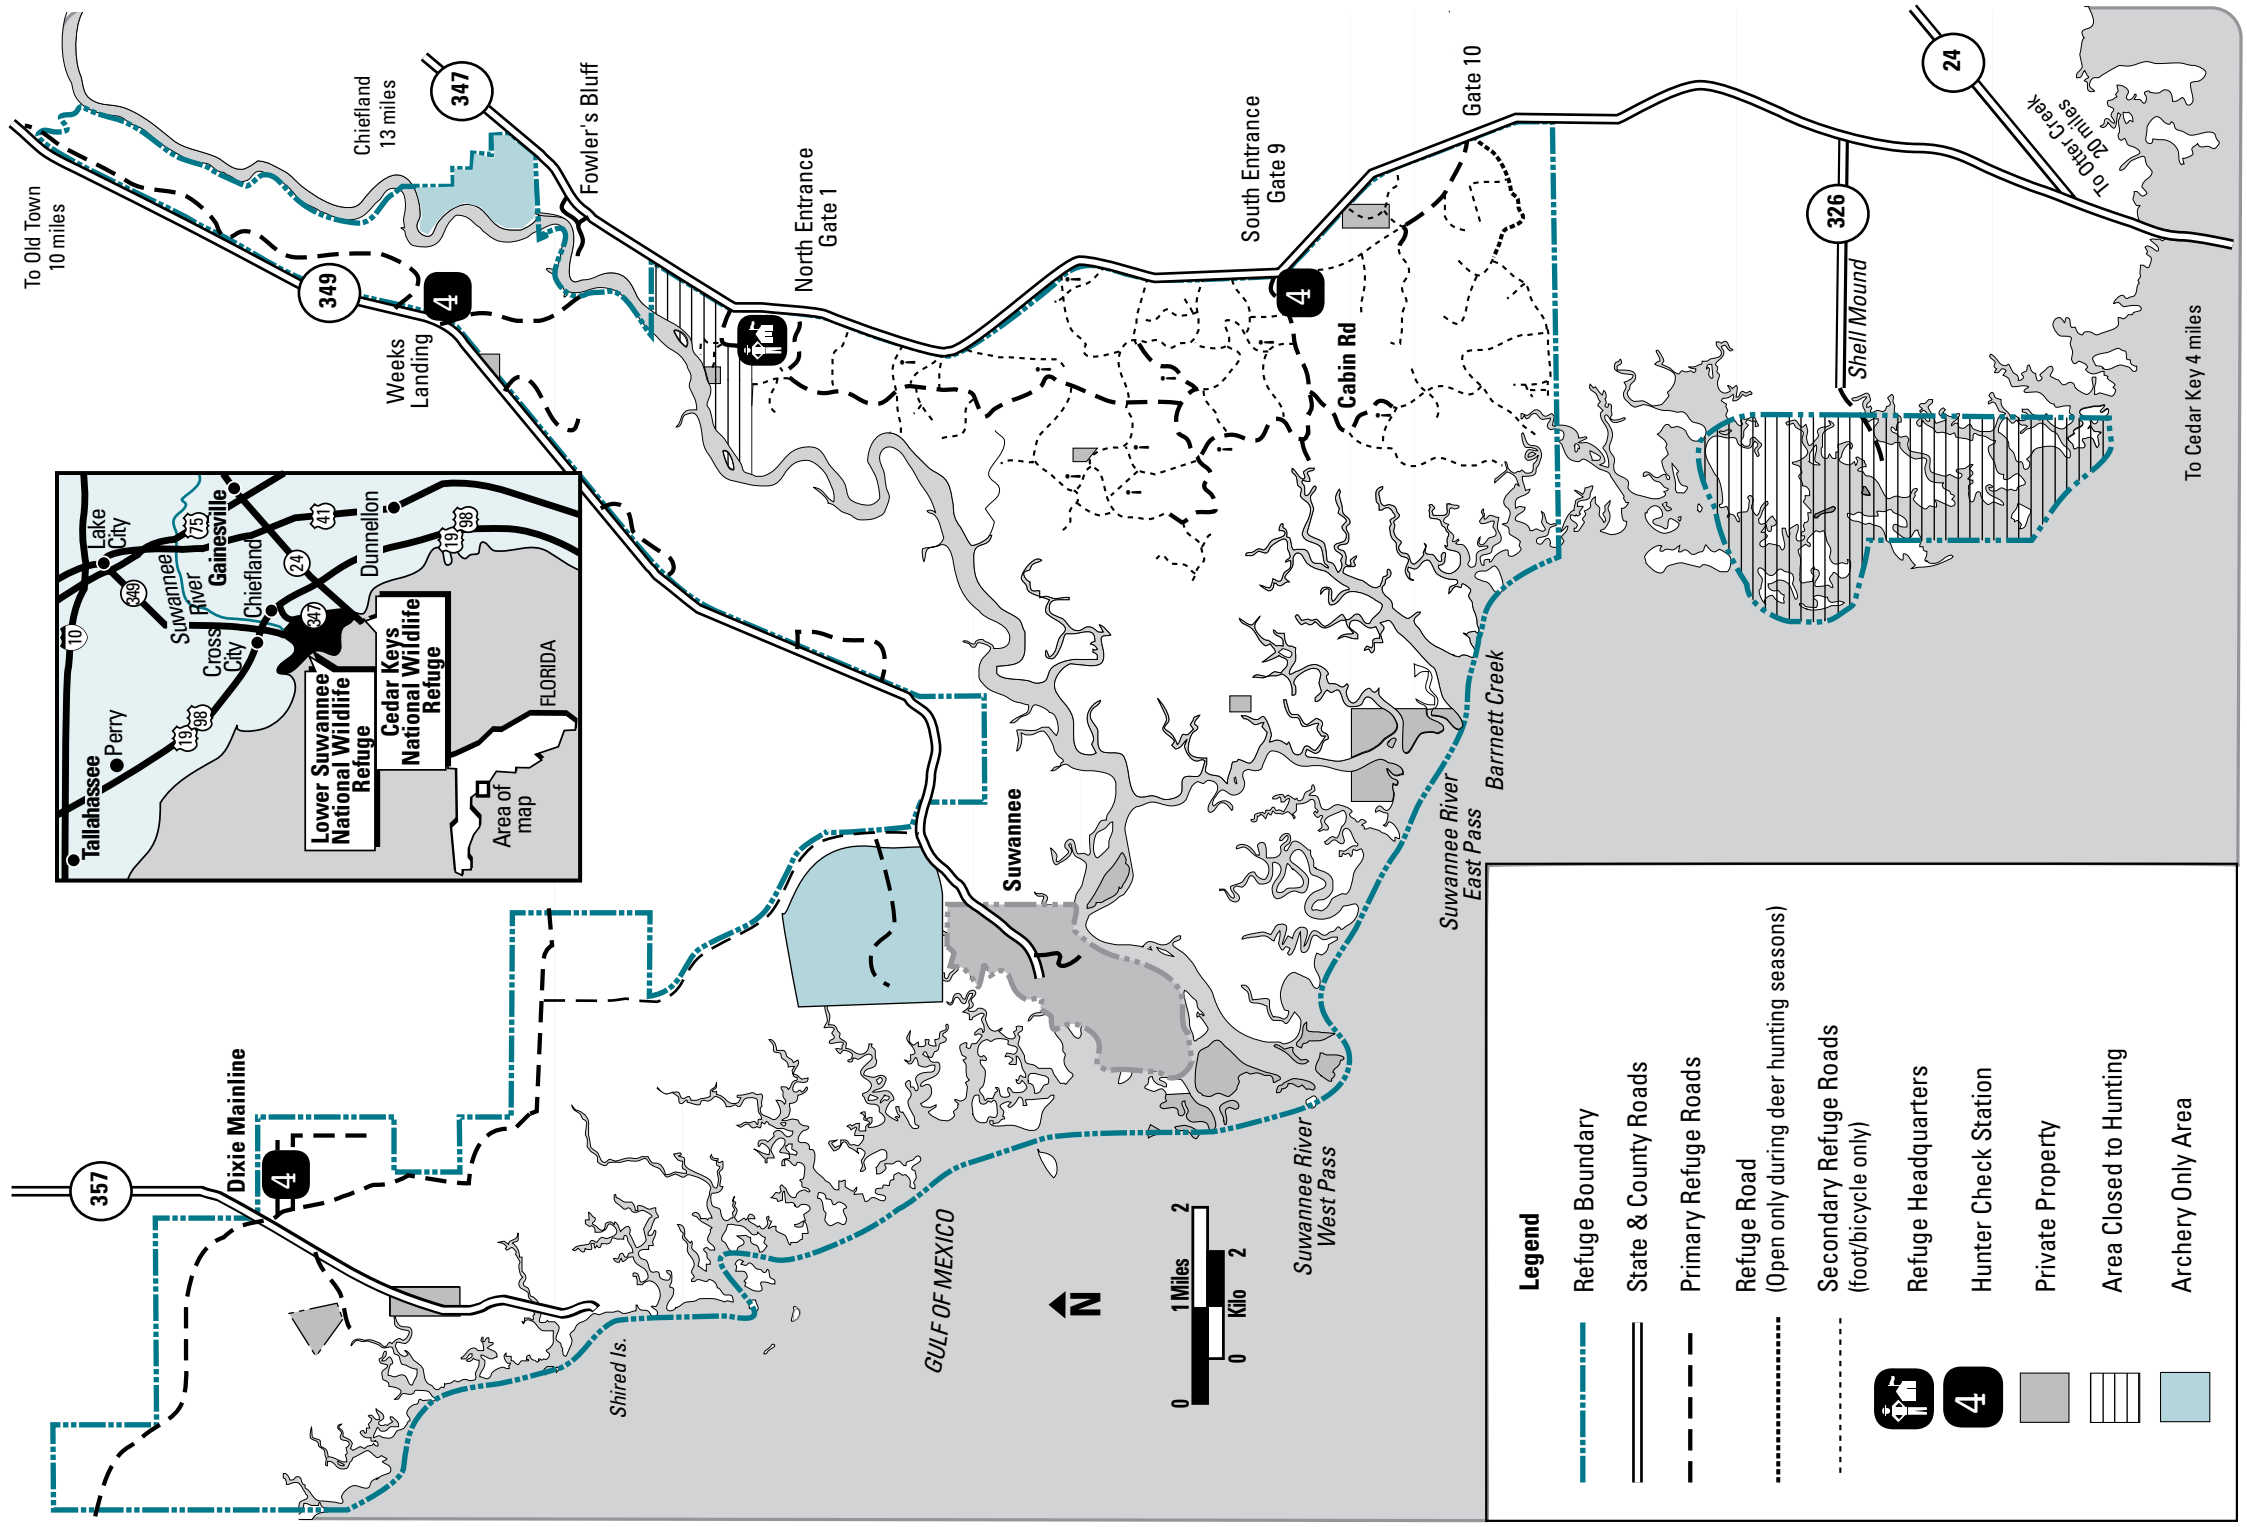 To Old Town
10 miles
349
Chiefland
13 miles
347
Fowler's Bluff
Weeks
Landing
4
North Entrance
Gate 1
South Entrance
Gate 9
4
Cabin Rd
Gate 10
24
To Otter Creek
20 miles
326
Shell Mound
To Cedar Key 4 miles
Barrnett Creek
Suwannee River
East Pass
Suwannee
Suwannee River
West Pass
GULF OF MEXICO
Shired Is.
Dixie Mainline
357
4
N
0
1 Miles
2
0
Kilo
2
Tallahassee
Perry
19
98
10
Lake
City
349
Suwannee
River
Cross
City
Chiefland
Gainesville
75
41
24
347
Dunnellon
19
98
Lower Suwannee
National Wildlife
Refuge
Cedar Keys
National Wildlife
Refuge
FLORIDA
Area of
map
Legend
Refuge Boundary
State & County Roads
Primary Refuge Roads
Refuge Road
(Open only during deer hunting seasons)
Secondary Refuge Roads
(foot/bicycle only)
Refuge Headquarters
4
Hunter Check Station
Private Property
Area Closed to Hunting
Archery Only Area